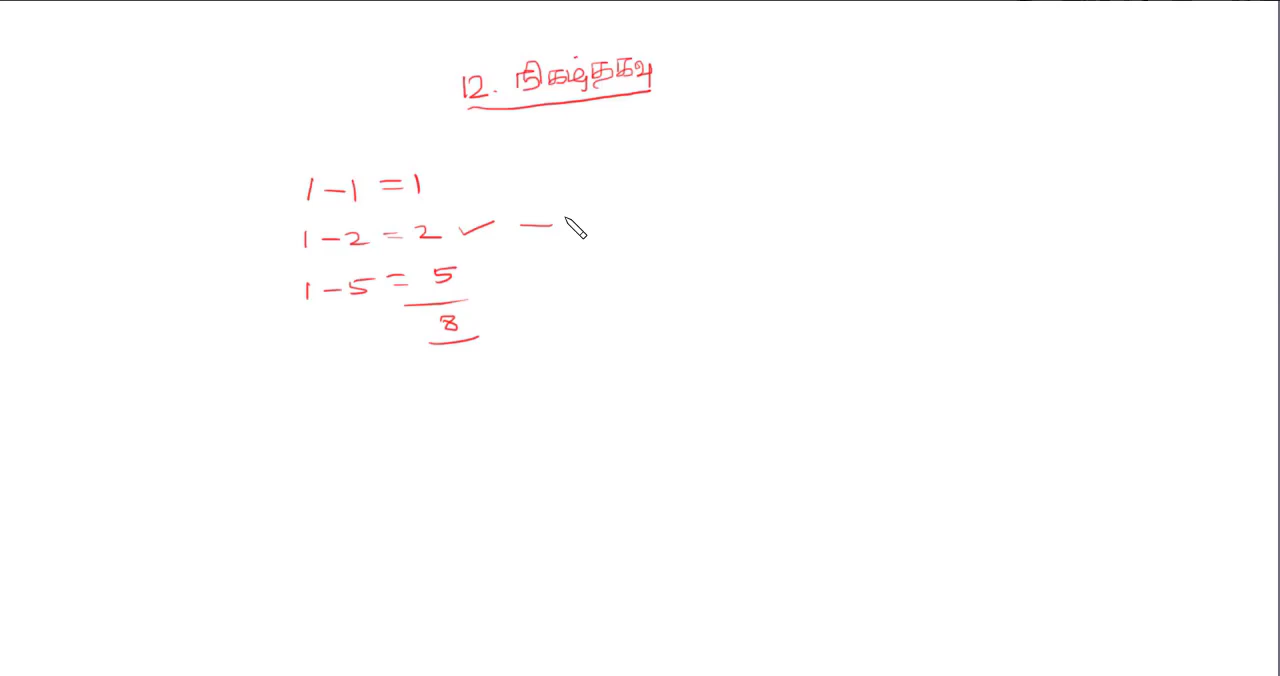 12. நிகழ்தகவு
1 - 1 = 1
1 - 2 = 2 ✓ —
1 - 5 = 5
8